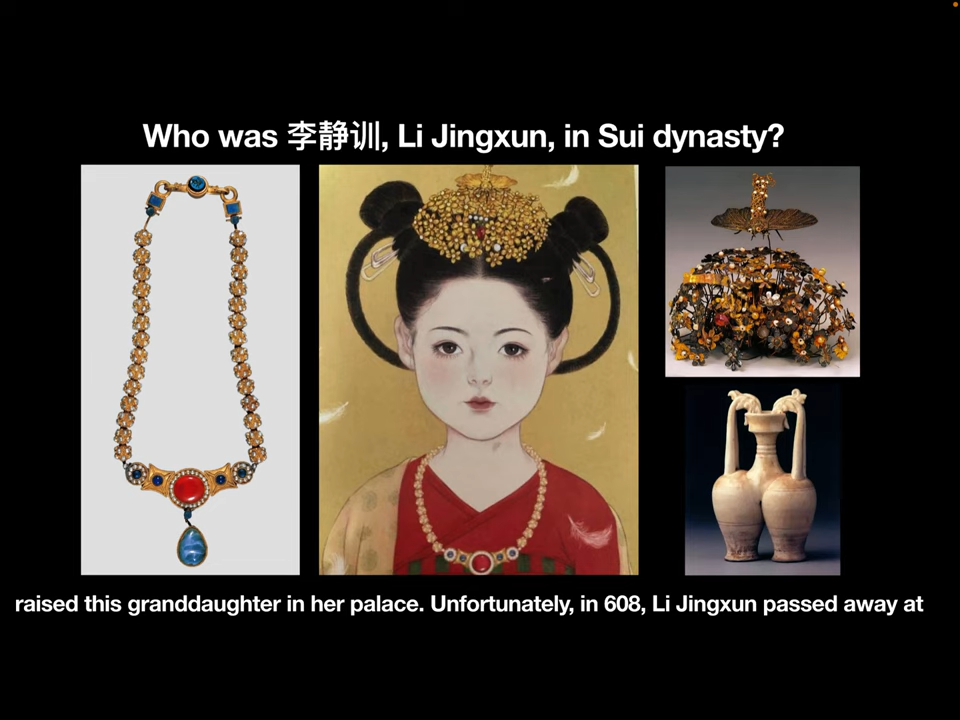 Who was 李静训, Li Jingxun, in Sui dynasty?
raised this granddaughter in her palace. Unfortunately, in 608, Li Jingxun passed away at